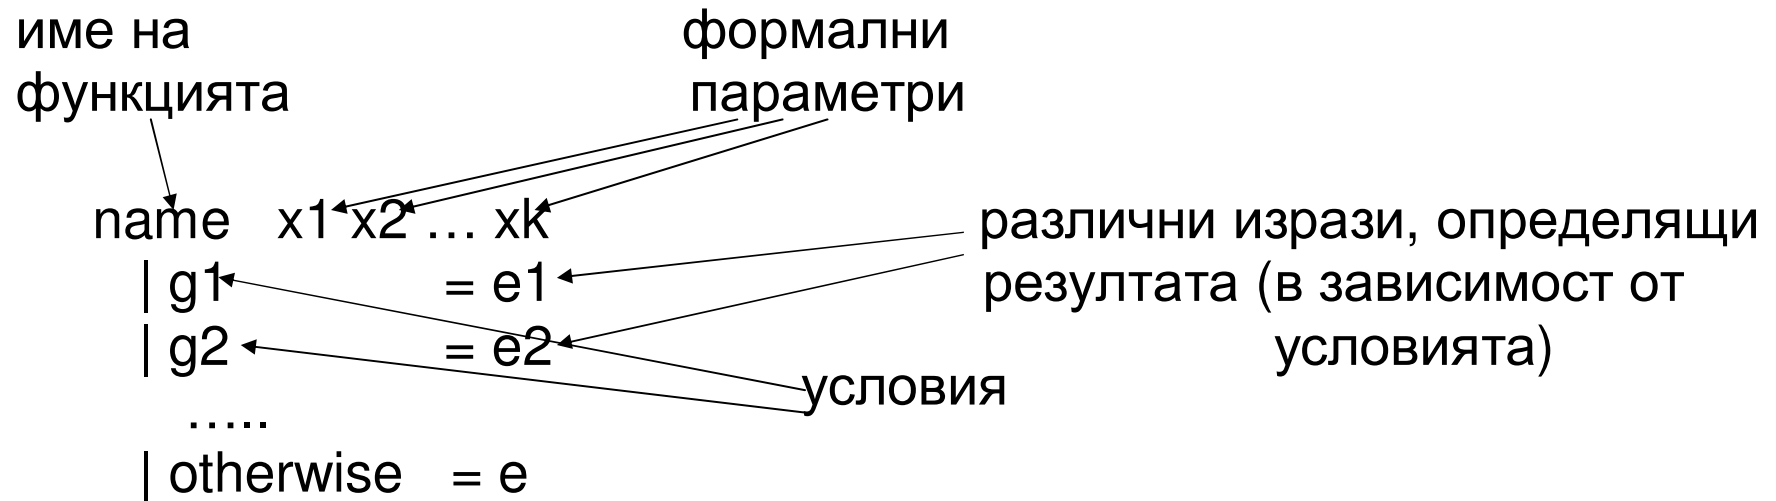 име на
функцията
формални
параметри
name x1 x2 … xk
| g1 = e1
| g2 = e2
…..
| otherwise = e
различни изрази, определящи
резултата (в зависимост от
условията)
условия